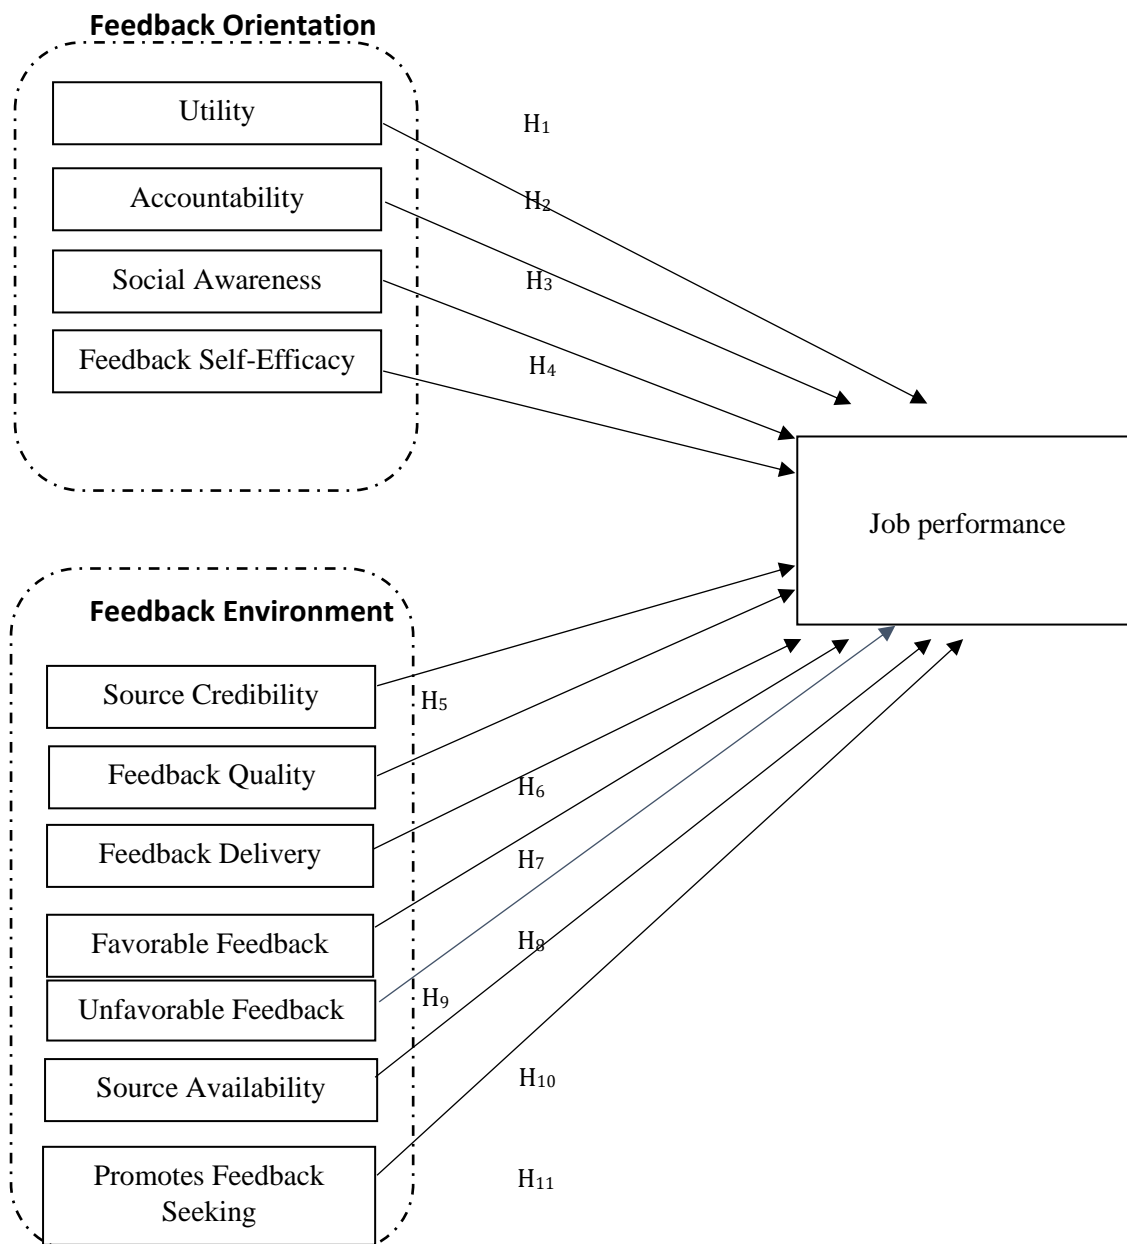 Feedback Orientation
Utility
H1
Accountability
H2
Social Awareness
H3
Feedback Self-Efficacy
H4
Job performance
Feedback Environment
Source Credibility
H5
Feedback Quality
H6
Feedback Delivery
H7
Favorable Feedback
H8
Unfavorable Feedback
H9
Source Availability
H10
Promotes Feedback
Seeking
H11